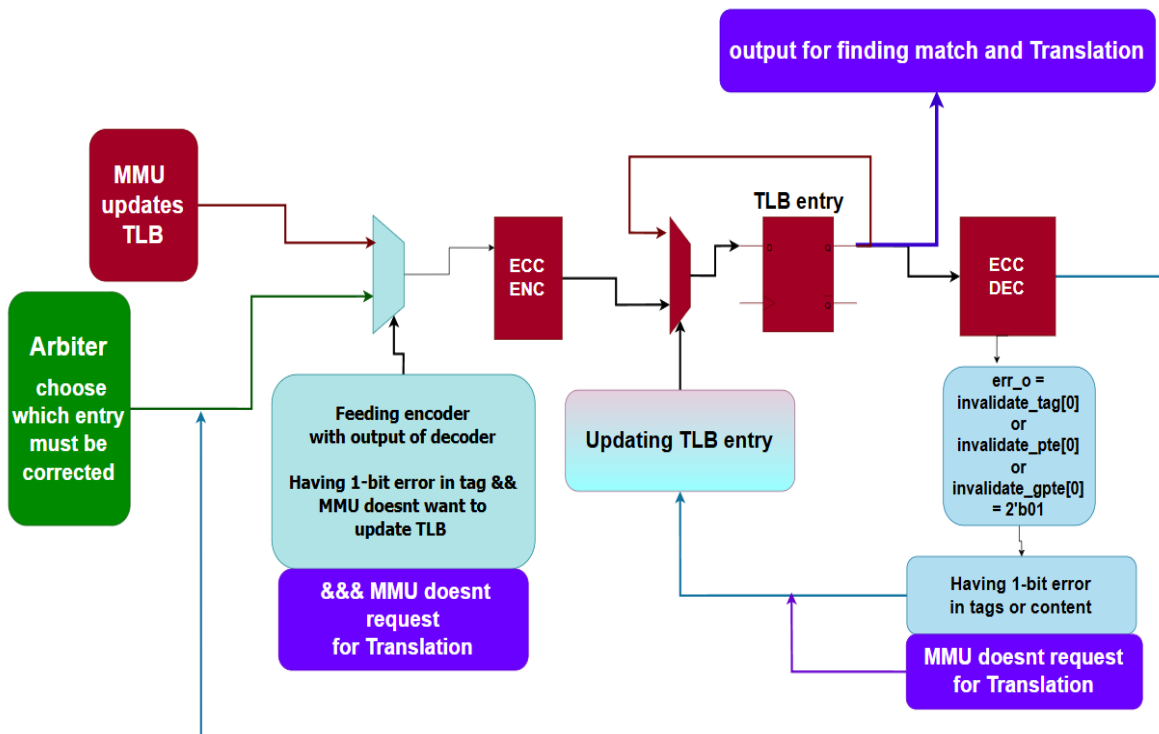 output for finding match and Translation
MMU
updates
TLB
TLB entry
D
Q
Q
ECC
ENC
ECC
DEC
Arbiter
choose
which entry
must be
corrected
Feeding encoder
with output of decoder
Having 1-bit error in tag &&
MMU doesnt want to
update TLB
&&& MMU doesnt
request
for Translation
Updating TLB entry
err_o =
invalidate_tag[0]
or
invalidate_pte[0]
or
invalidate_gpte[0]
= 2'b01
Having 1-bit error
in tags or content
MMU doesnt request
for Translation